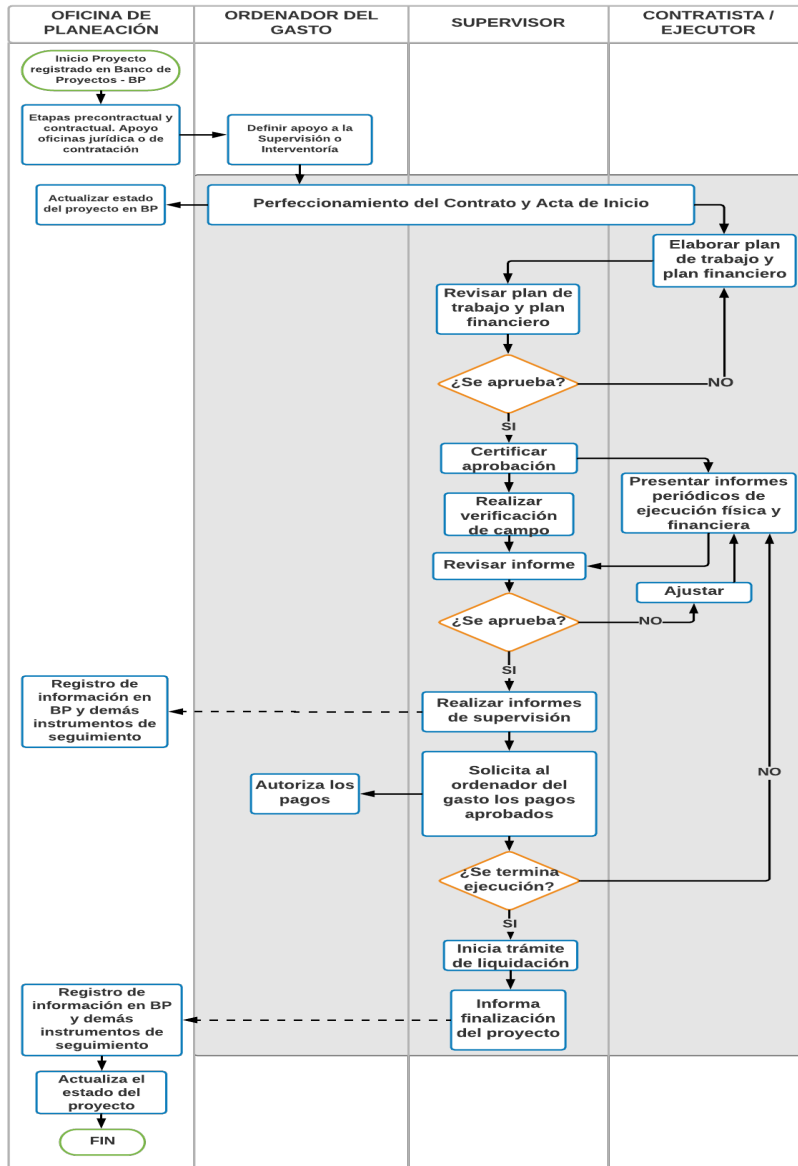 OFICINA DE
PLANEACIÓN
ORDENADOR DEL
GASTO
SUPERVISOR
CONTRATISTA /
EJECUTOR
Inicio Proyecto
registrado en Banco de
Proyectos - BP
Etapas precontractual y
contractual. Apoyo
oficinas jurídica o de
contratación
Definir apoyo a la
Supervisión o
Interventoría
Actualizar estado
del proyecto en BP
Perfeccionamiento del Contrato y Acta de Inicio
Elaborar plan
de trabajo y
plan financiero
Revisar plan de
trabajo y plan
financiero
¿Se aprueba?
NO
SI
Certificar
aprobación
Presentar informes
periódicos de
ejecución física y
financiera
Realizar
verificación
de campo
Revisar informe
Ajustar
¿Se aprueba?
NO
SI
Registro de
información en
BP y demás
instrumentos de
seguimiento
Realizar informes
de supervisión
Autoriza los
pagos
Solicita al
ordenador del
gasto los pagos
aprobados
NO
¿Se termina
ejecución?
SI
Inicia trámite
de liquidación
Registro de
información en BP
y demás
instrumentos de
seguimiento
Informa
finalización
del proyecto
Actualiza el
estado del
proyecto
FIN